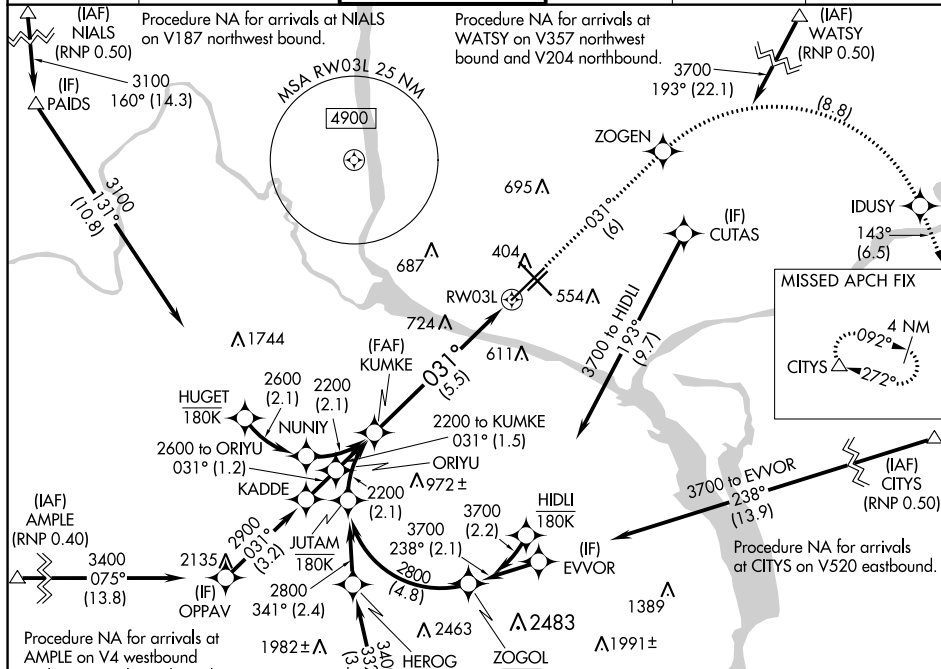 (IAF)
NIALS
(RNP 0.50)
Procedure NA for arrivals at NIALS
on V187 northwest bound.
Procedure NA for arrivals at
WATSY on V357 northwest
bound and V204 northbound.
(IAF)
WATSY
(RNP 0.50)
3100
160° (14.3)
(IF)
PAIDS
MSA RW03L 25 NM
4900
3700
193° (22.1)
(8.8)
ZOGEN
3100
131°
(10.8)
695
031°
(6)
(IF)
CUTAS
IDUSY
143°
(6.5)
687
404
RW03L
554
MISSED APCH FIX
4 NM
092°
CITYS
272°
3700 to HIDLI
193°
(9.7)
1744
724
611
(FAF)
KUMKE
031°
(5.5)
HUGET
180K
2600
(2.1)
2200
(2.1)
NUNIY
2600 to ORIYU
031° (1.2)
2200 to KUMKE
031° (1.5)
ORIYU
KADDE
972±
2200
(2.1)
(IAF)
CITYS
(RNP 0.50)
3700 to EVVOR
238°
(13.9)
(IAF)
AMPLE
(RNP 0.40)
3400
075°
(13.8)
2135
(IF)
OPPAV
2900
031°
(3.2)
JUTAM
180K
3700
238° (2.1)
3700
(2.2)
HIDLI
180K
(IF)
EVVOR
Procedure NA for arrivals
at CITYS on V520 eastbound.
2800
341° (2.4)
2800
(4.8)
1389
Procedure NA for arrivals at
AMPLE on V4 westbound
1982±
HEROG
2463
2483
ZOGOL
1991±